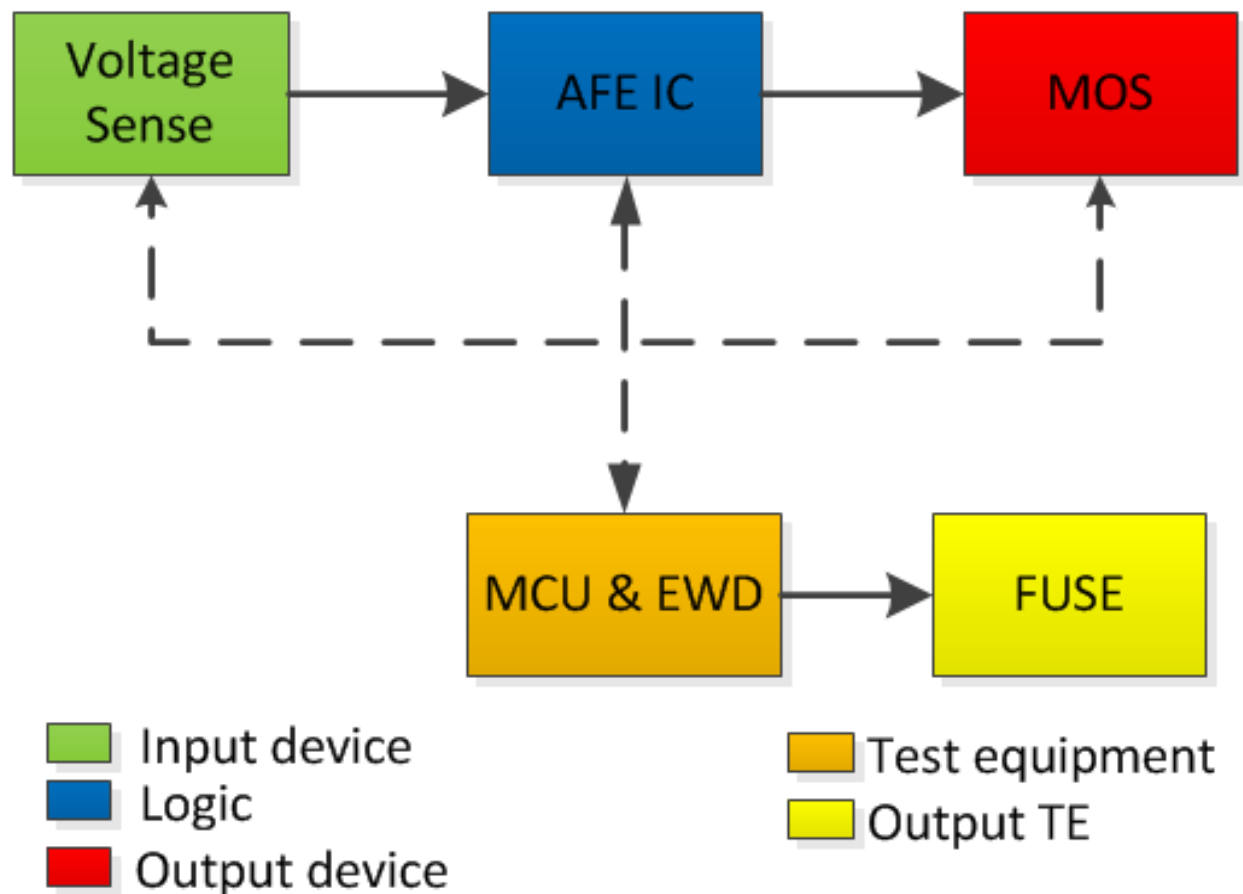 Voltage
Sense
AFE IC
MOS
MCU & EWD
FUSE
Input device
Logic
Output device
Test equipment
Output TE